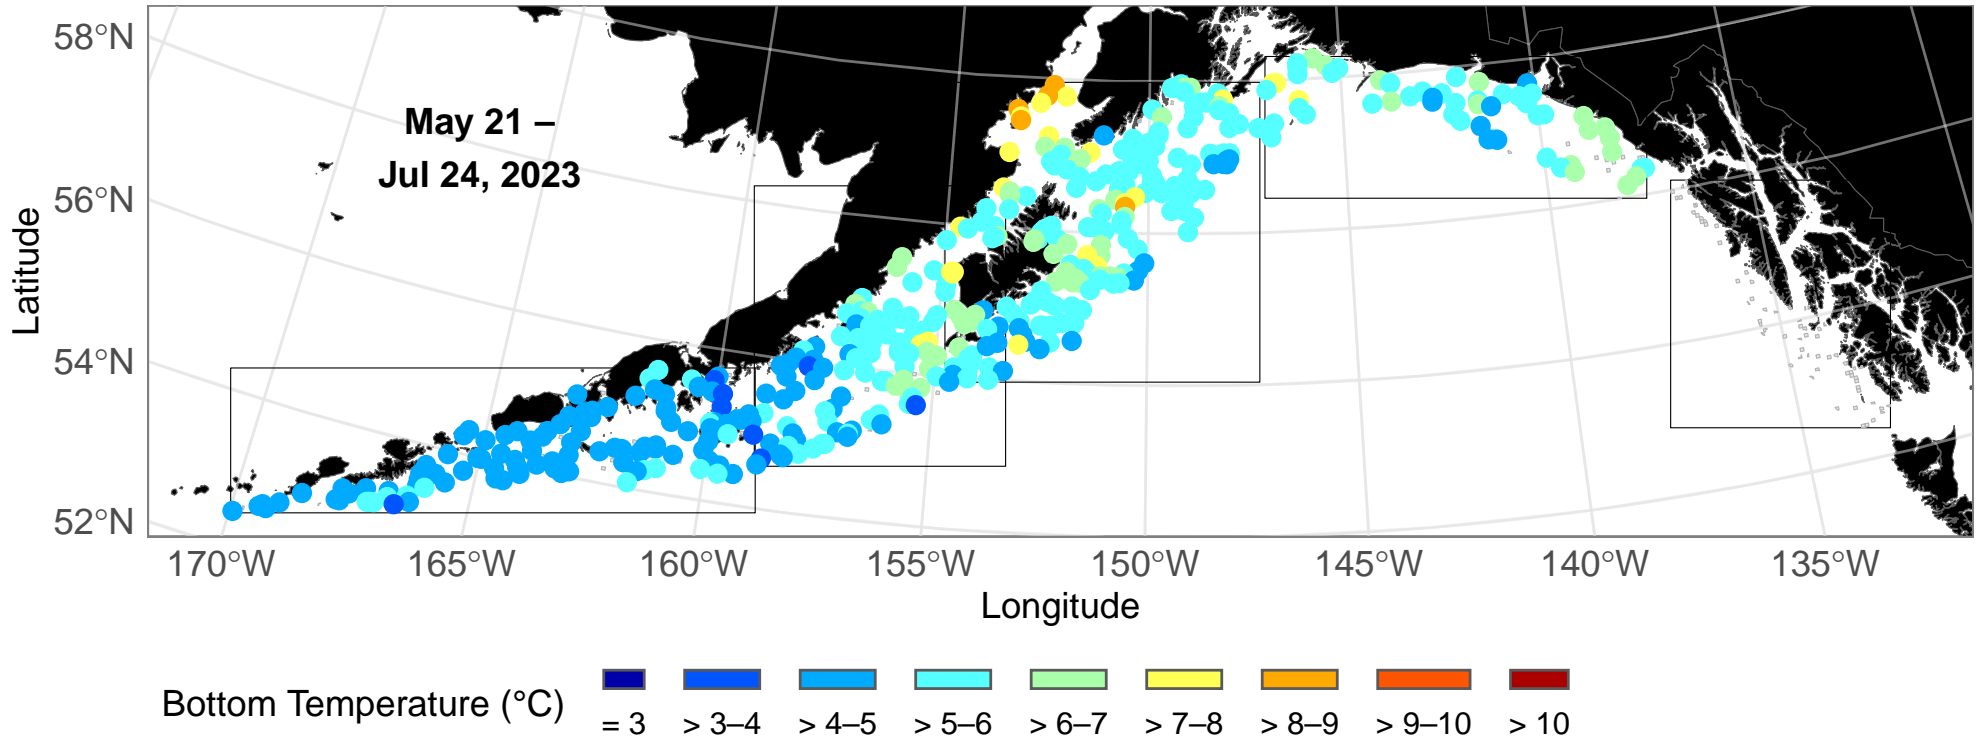 58°N
56°N
54°N
52°N
Latitude
May 21 –
Jul 24, 2023
170°W 165°W 160°W 155°W 150°W 145°W 140°W 135°W
Longitude
Bottom Temperature (°C)
= 3 > 3–4 > 4–5 > 5–6 > 6–7 > 7–8 > 8–9 > 9–10 > 10